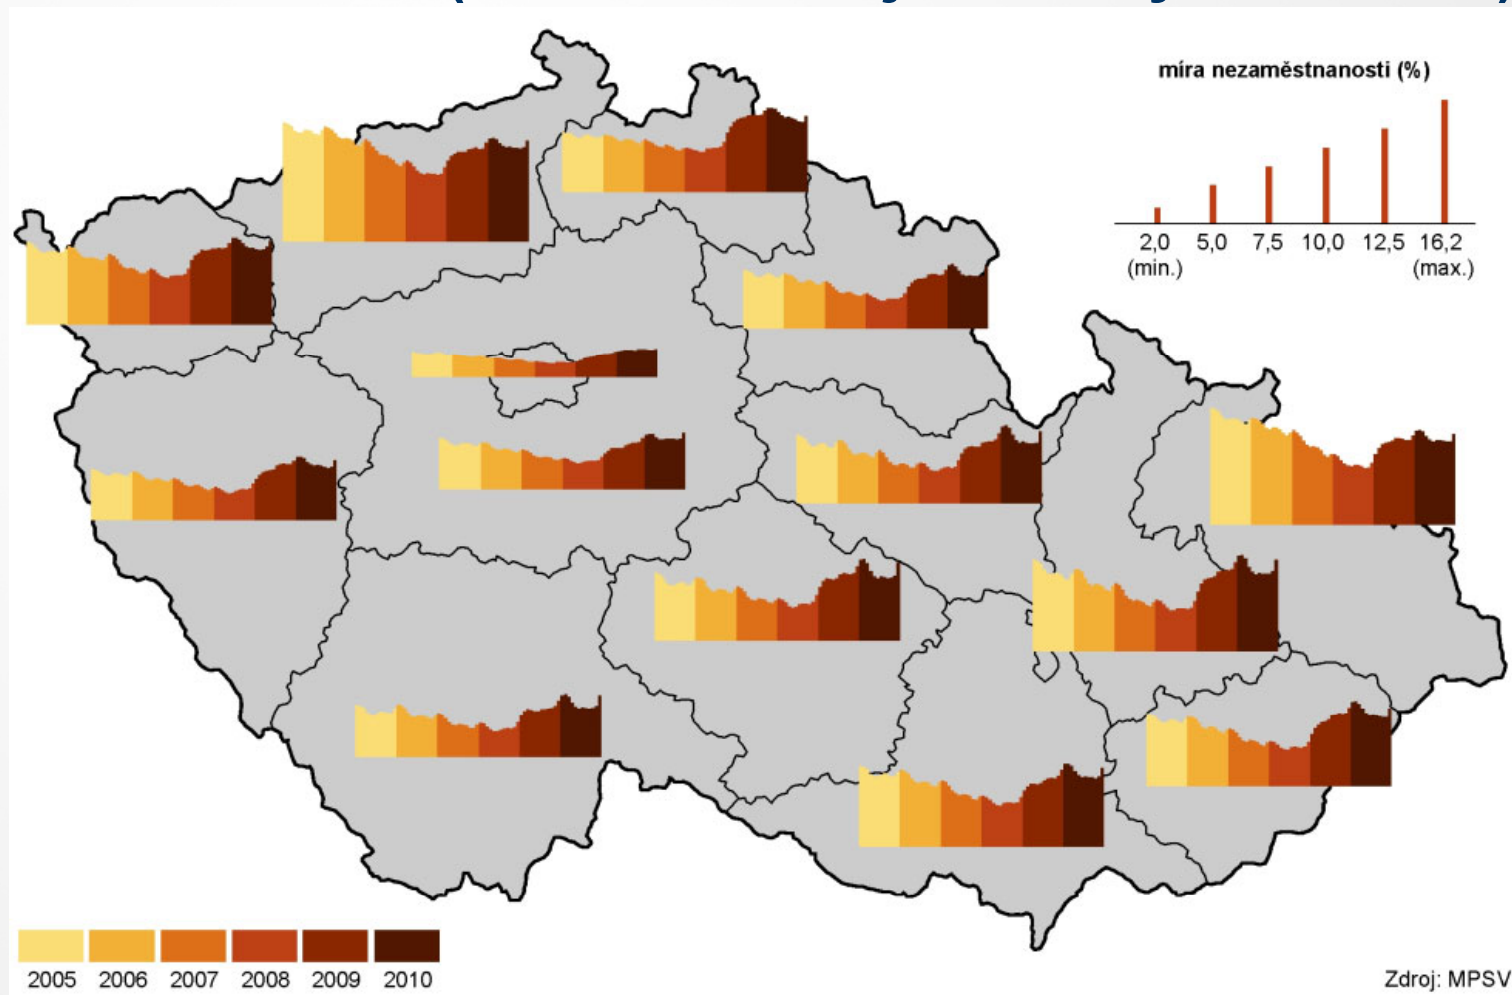 míra nezaměstnanosti (%)
2,0 5,0 7,5 10,0 12,5 16,2
(min.) (max.)
2005 2006 2007 2008 2009 2010
Zdroj: MPSV